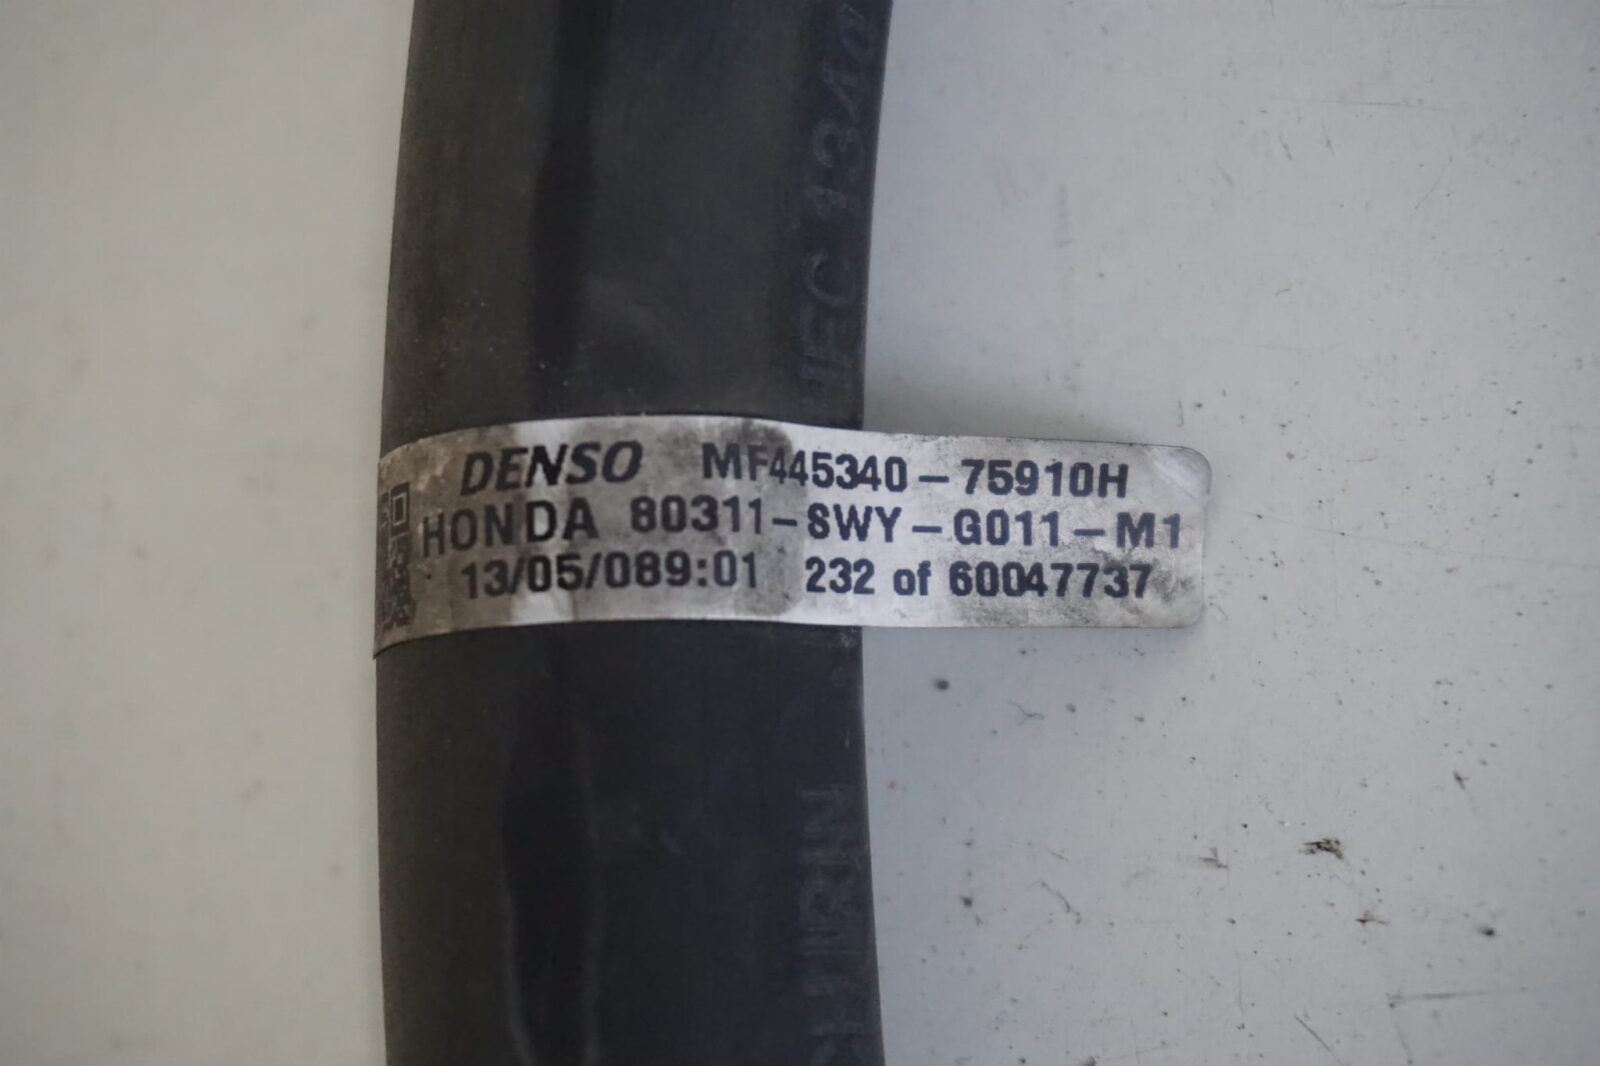 DENSO MF445340-75910H
HONDA 80311-SWY-G011-M1
13/05/089:01 232 of 60047737